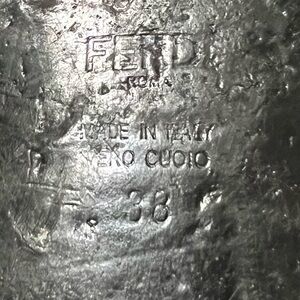 FENDI
ROMA
MADE IN ITALY
VERO CUOIO
38